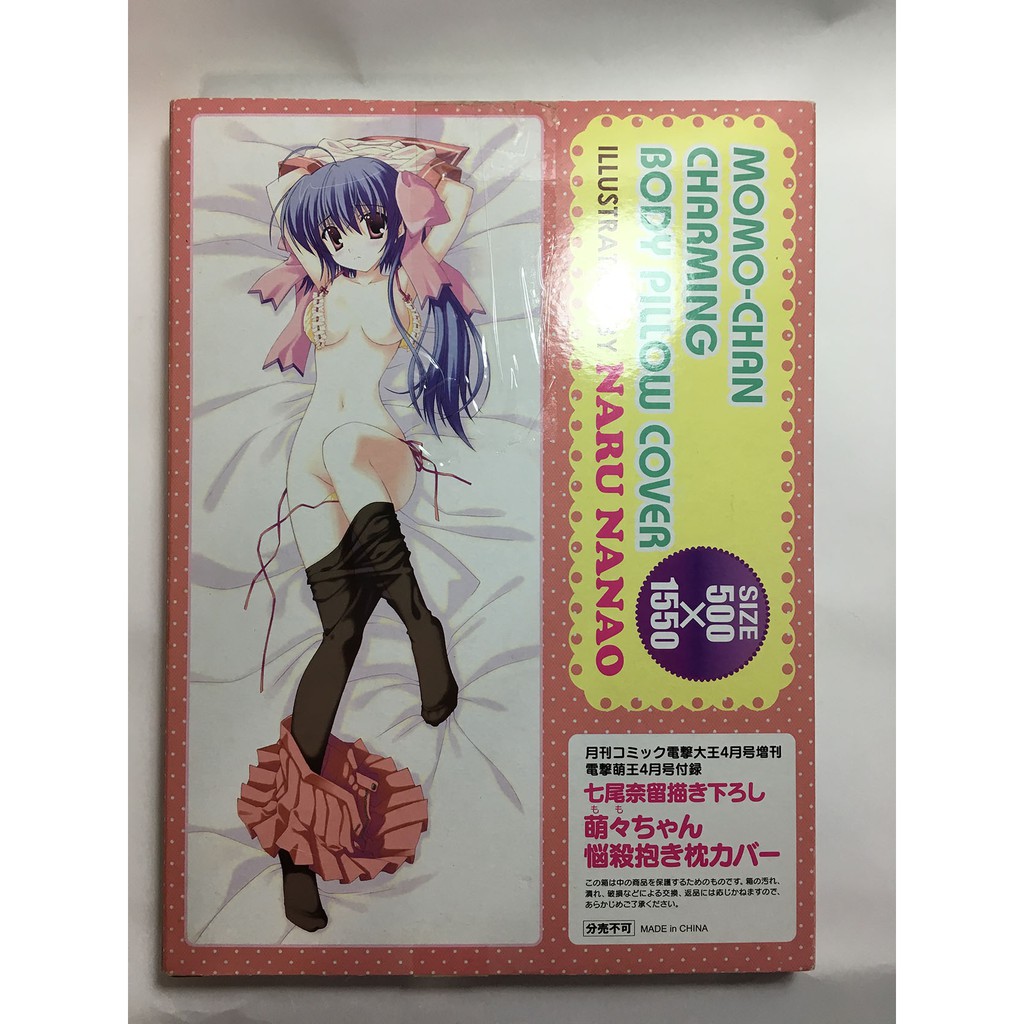 MOMO-CHAN
CHARMING
BODY PILLOW COVER
ILLUSTRA Y NARU NANAO
SIZE
500
×
1550
月刊コミック電撃大王4月号増刊
電撃萌王4月号付録
七尾奈留描き下ろし
もも
萌々ちゃん
悩殺抱き枕カバー
この箱は中の商品を保護するためのものです。箱の汚れ、
潰れ、破損などによる交換、返品には応じかねますので、
あらかじめご了承ください。
分売不可 MADE in CHINA